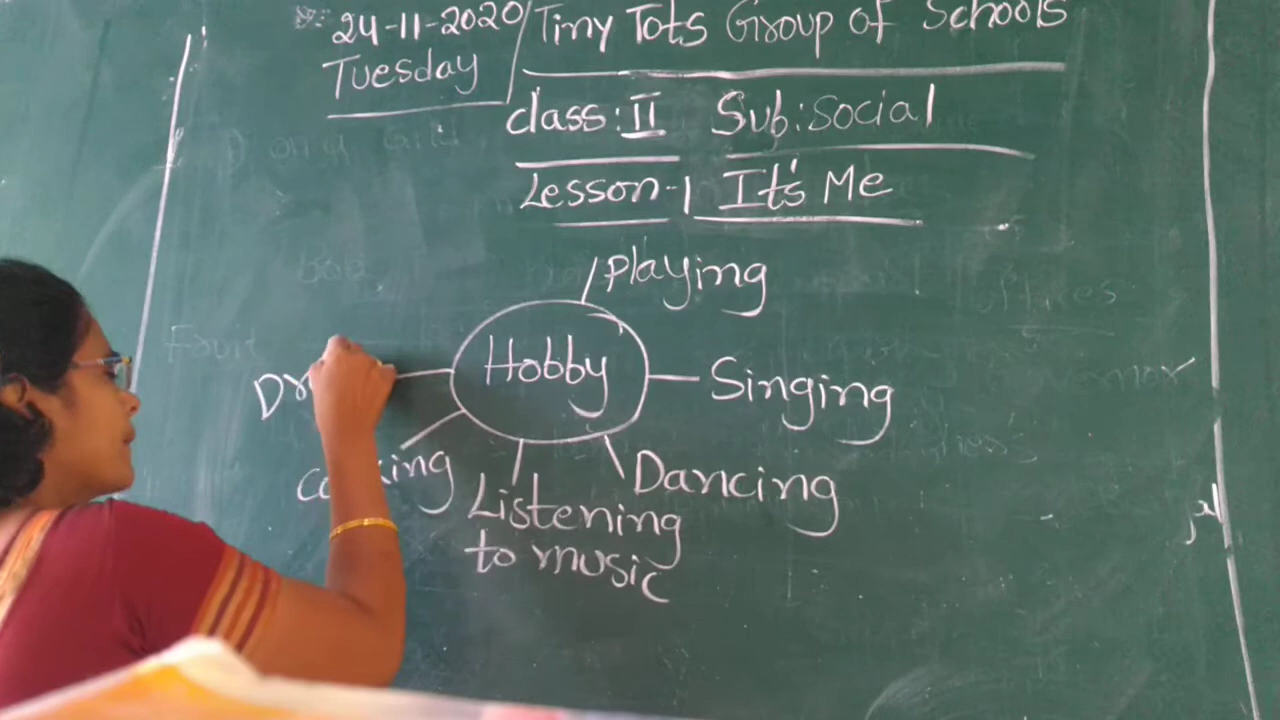 24-11-2020
Tuesday
Tiny Tots Group of Schools
class: II Sub: Social
Lesson-1 It's Me
Playing
Hobby
Singing
Dancing
Listening
to music